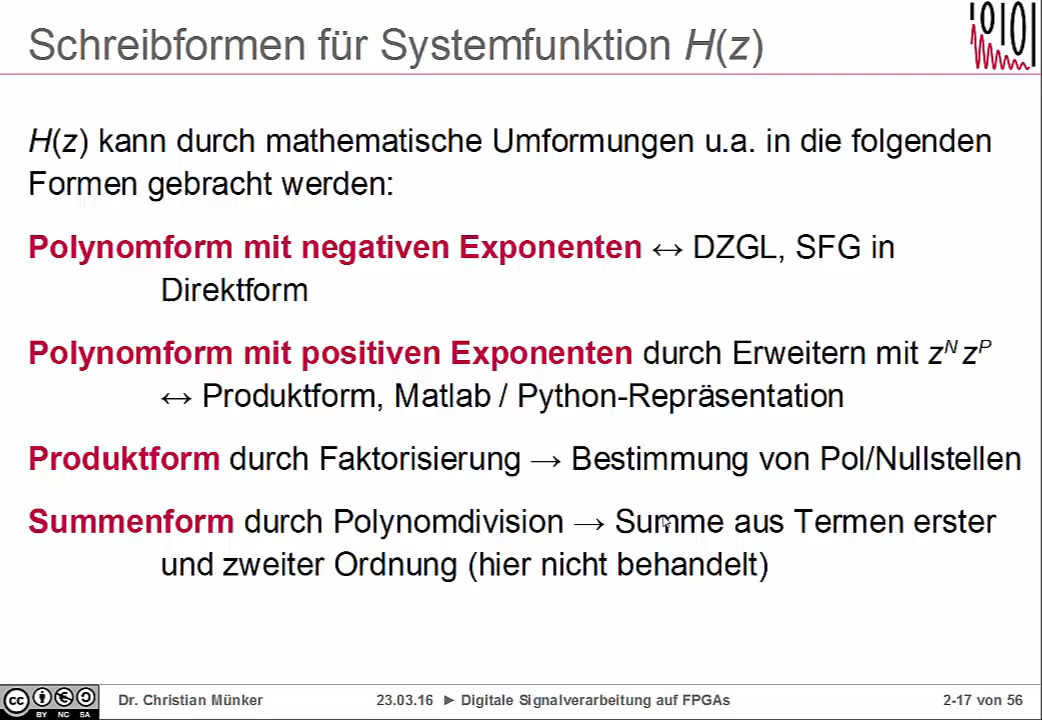 Schreibformen für Systemfunktion H(z)
H(z) kann durch mathematische Umformungen u.a. in die folgenden
Formen gebracht werden:
Polynomform mit negativen Exponenten ↔ DZGL, SFG in
Direktform
Polynomform mit positiven Exponenten durch Erweitern mit z^N z^P
↔ Produktform, Matlab / Python-Repräsentation
Produktform durch Faktorisierung → Bestimmung von Pol/Nullstellen
Summenform durch Polynomdivision → Summe aus Termen erster
und zweiter Ordnung (hier nicht behandelt)
cc BY NC SA Dr. Christian Münker 23.03.16 ► Digitale Signalverarbeitung auf FPGAs 2-17 von 56